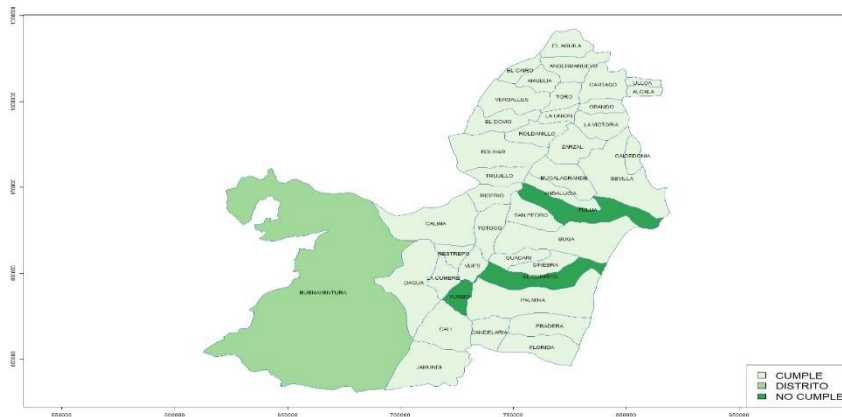 EL AGUILA
ANSERMANUEVO
EL CAIRO
ARGELIA
CARTAGO
ULLOA
ALCALA
VERSALLES
TORO
OBANDO
LA UNION
EL DOVIO
LA VICTORIA
ROLDANILLO
ZARZAL
BOLIVAR
CAICEDONIA
TRUJILLO
BUGALAGRANDE
SEVILLA
ANDALUCIA
RIOFRIO
TULUA
SAN PEDRO
CALIMA
YOTOCO
BUGA
RESTREPO
GUACARI
VIJES
GINEBRA
LA CUMBRE
EL CERRITO
DAGUA
BUENAVENTURA
YUMBO
PALMIRA
CALI
CANDELARIA
PRADERA
FLORIDA
JAMUNDI
CUMPLE
DISTRITO
NO CUMPLE